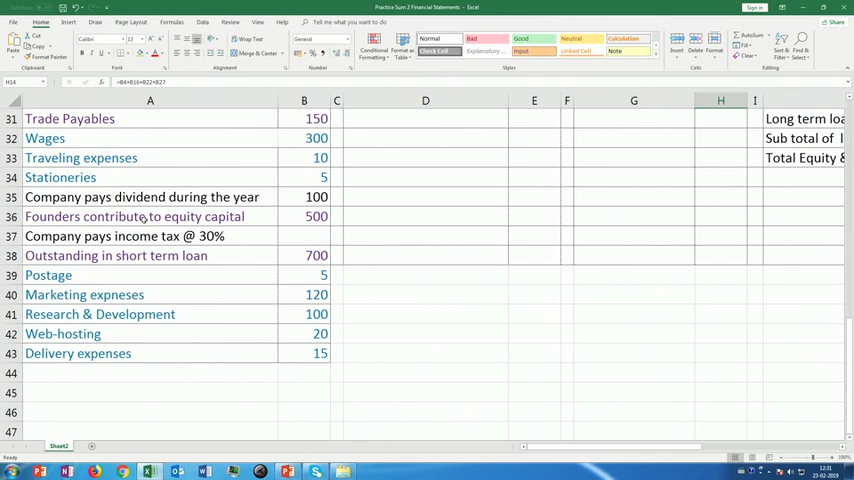 Practice Sum 2 Financial Statements - Excel
Sign in
File Home Insert Draw Page Layout Formulas Data Review View Help Tell me what you want to do
Share
Cut
Copy
Format Painter
Paste
Clipboard
Calibri 13
Font
Wrap Text
Merge & Center
Alignment
General
Number
Conditional Formatting
Format as Table
Normal Bad Good Neutral Calculation
Check Cell Explanatory... Input Linked Cell Note
Styles
Insert Delete Format
Cells
AutoSum
Fill
Clear
Sort & Filter
Find & Select
Editing
H14 =B4+B16+B22+B27
A B C D E F G H I
31 Trade Payables 150 Long term loa
32 Wages 300 Sub total of l
33 Traveling expenses 10 Total Equity &
34 Stationeries 5
35 Company pays dividend during the year 100
36 Founders contribute to equity capital 500
37 Company pays income tax @ 30%
38 Outstanding in short term loan 700
39 Postage 5
40 Marketing expneses 120
41 Research & Development 100
42 Web-hosting 20
43 Delivery expenses 15
44
45
46
47
Sheet2
Ready
190%
12:31
23-02-2019